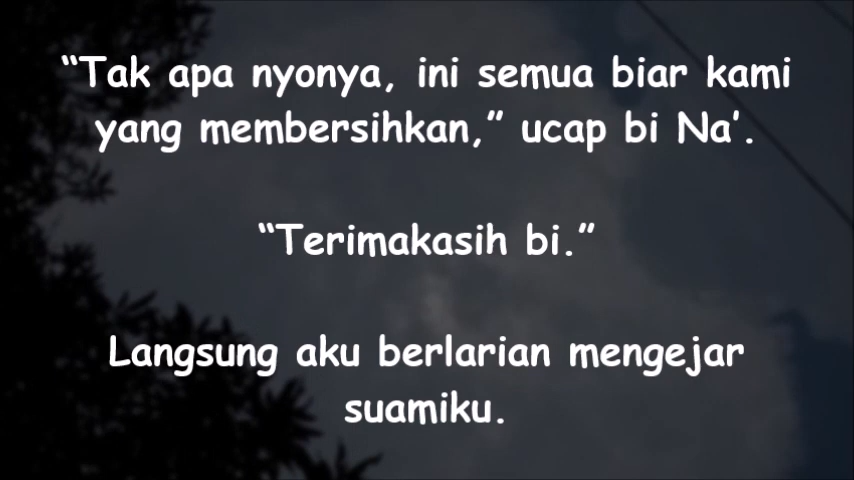 “Tak apa nyonya, ini semua biar kami
yang membersihkan,” ucap bi Na’.
“Terimakasih bi.”
Langsung aku berlarian mengejar
suamiku.